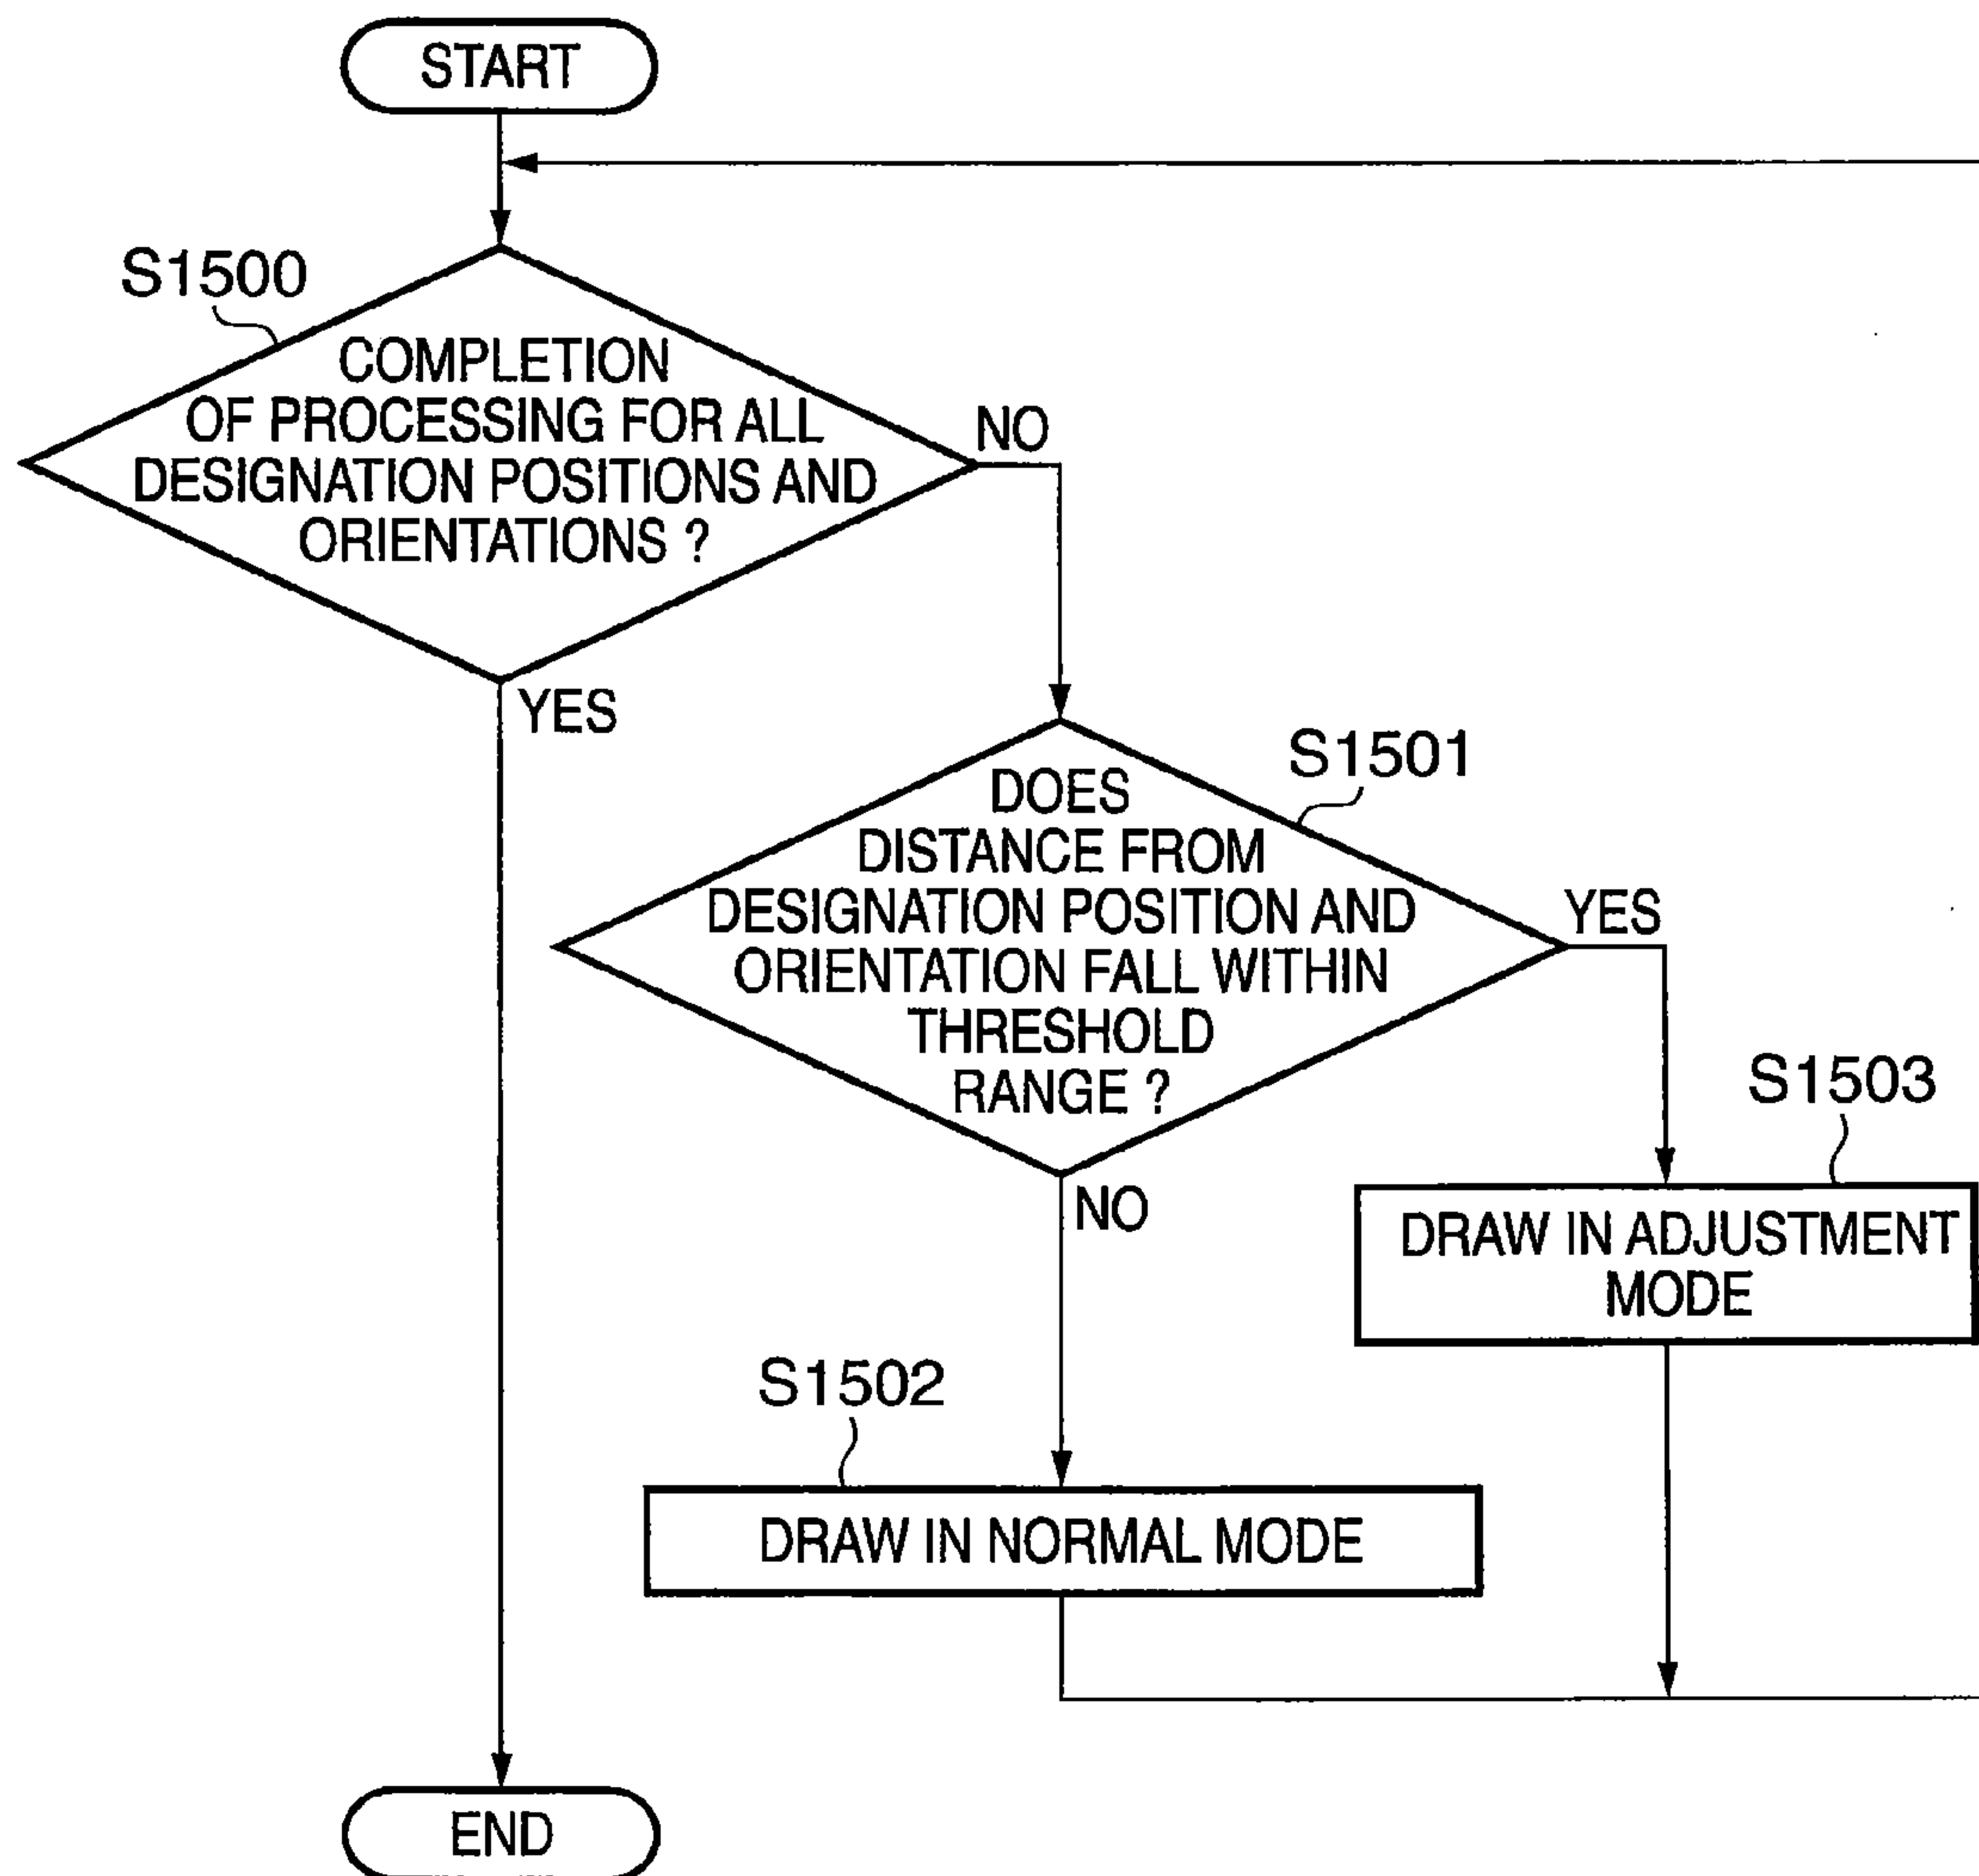 START
S1500
COMPLETION
OF PROCESSING FOR ALL
DESIGNATION POSITIONS AND
ORIENTATIONS ?
NO
YES
S1501
DOES
DISTANCE FROM
DESIGNATION POSITION AND
ORIENTATION FALL WITHIN
THRESHOLD
RANGE ?
YES
NO
S1503
DRAW IN ADJUSTMENT
MODE
S1502
DRAW IN NORMAL MODE
END